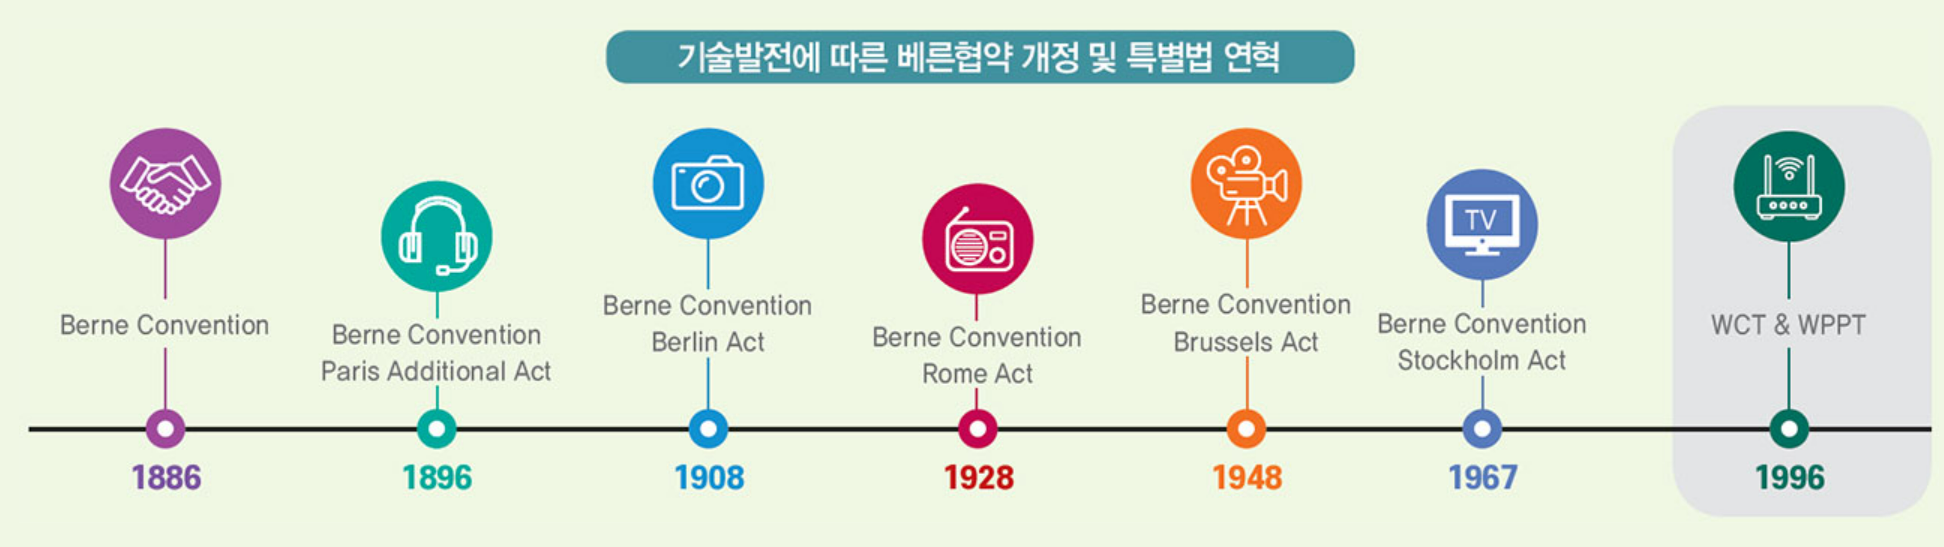 기술발전에 따른 베른협약 개정 및 특별법 연혁
TV
Berne Convention
Berne Convention
Paris Additional Act
Berne Convention
Berlin Act
Berne Convention
Rome Act
Berne Convention
Brussels Act
Berne Convention
Stockholm Act
WCT & WPPT
1886
1896
1908
1928
1948
1967
1996